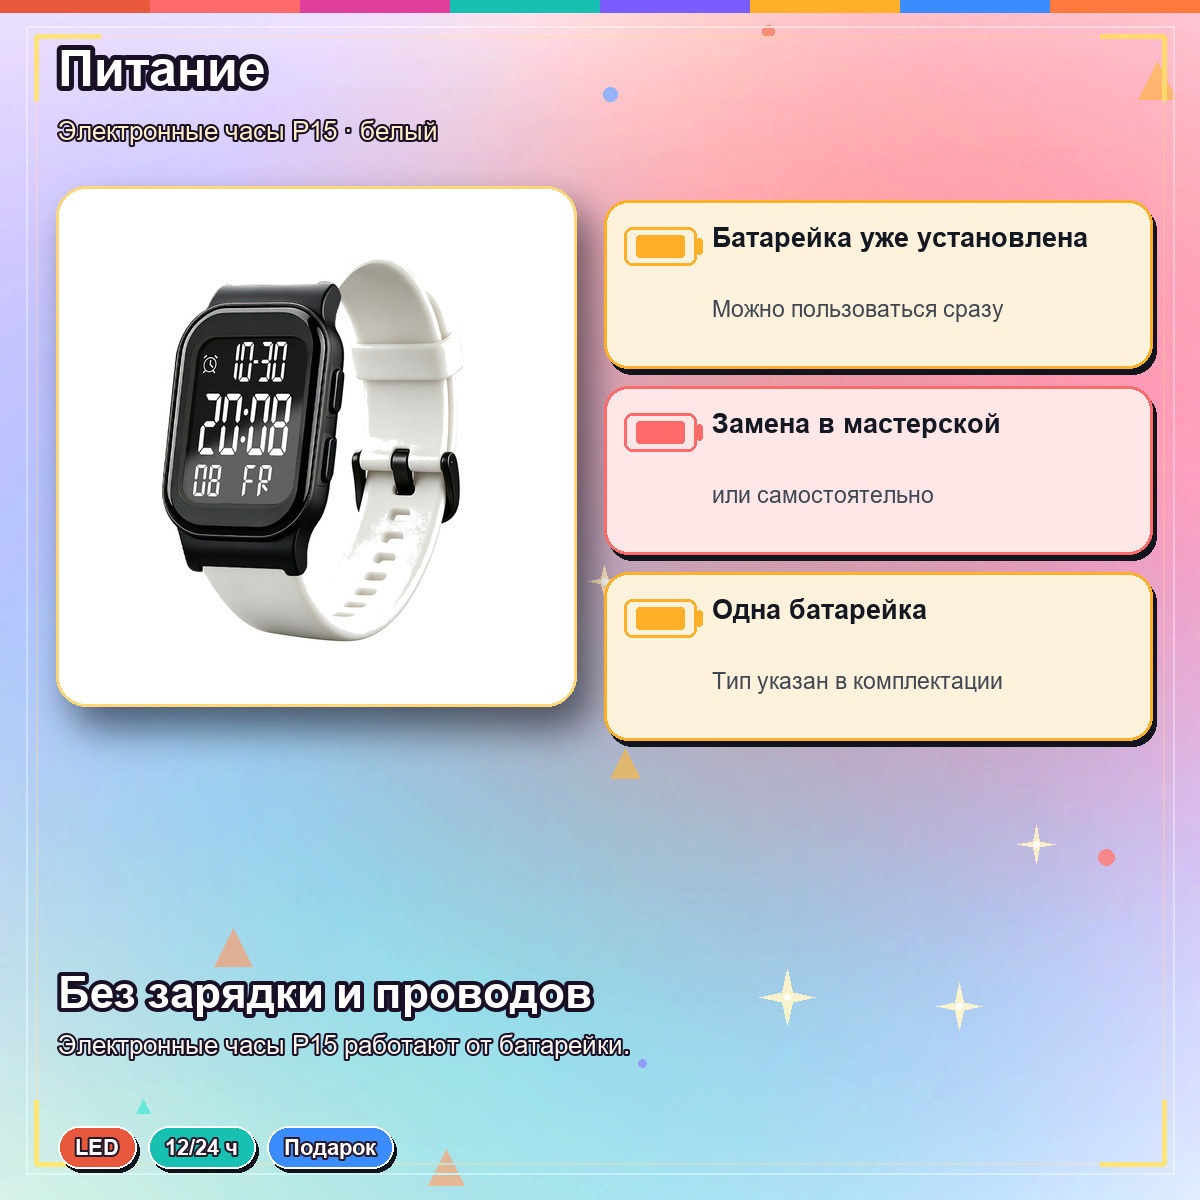 Питание
Электронные часы P15 · белый
10:30
20:08
08 FR
Батарейка уже установлена
Можно пользоваться сразу
Замена в мастерской
или самостоятельно
Одна батарейка
Тип указан в комплектации
Без зарядки и проводов
Электронные часы P15 работают от батарейки.
LED
12/24 ч
Подарок